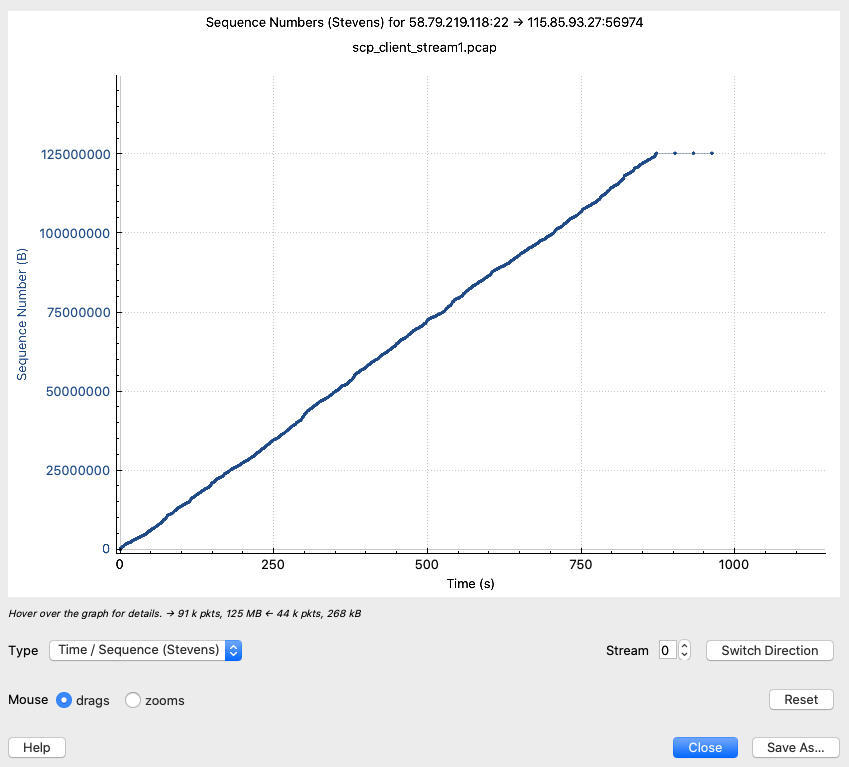 Sequence Numbers (Stevens) for 58.79.219.118:22 → 115.85.93.27:56974
scp_client_stream1.pcap
Sequence Number (B)
125000000
100000000
75000000
50000000
25000000
0
0 250 500 750 1000
Time (s)
Hover over the graph for details. → 91 k pkts, 125 MB ← 44 k pkts, 268 kB
Type Time / Sequence (Stevens) Stream 0 Switch Direction
Mouse drags zooms Reset
Help Close Save As...